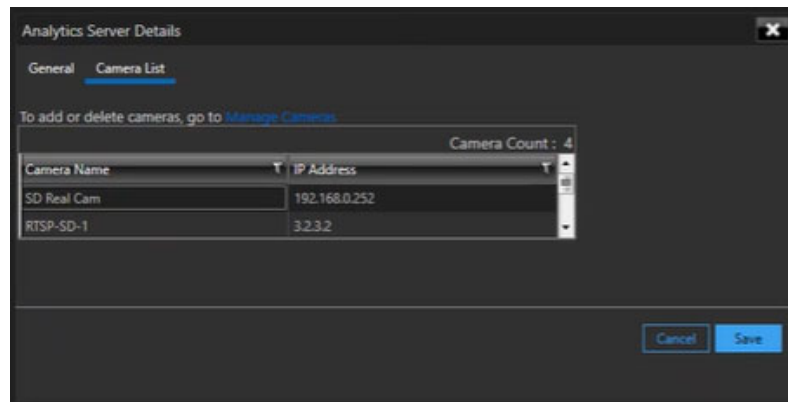 Analytics Server Details
General Camera List
To add or delete cameras, go to Manage Cameras
Camera Count : 4
Camera Name IP Address
SD Real Cam 192.168.0.252
RTSP-SD-1 3.2.3.2
Cancel Save